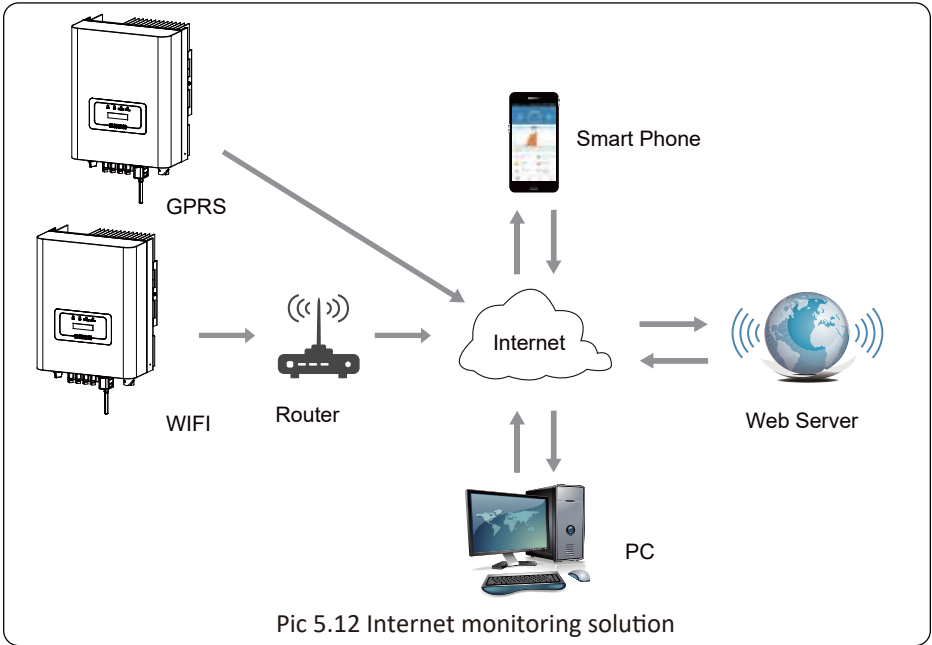 Smart Phone
GPRS
Internet
WIFI
Router
Web Server
PC
Pic 5.12 Internet monitoring solution